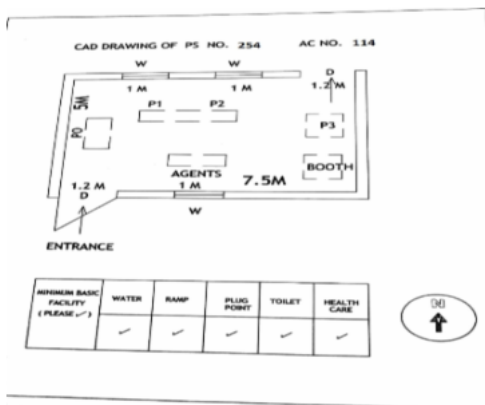 CAD DRAWING OF PS NO. 254 AC NO. 114
W W D
1 M 1 M 1.2 M
5M
P1 P2
PO P3
AGENTS BOOTH
1.2 M 1 M 7.5M
D
W
ENTRANCE
MINIMUM BASIC FACILITY (PLEASE ✓) WATER RAMP PLUG POINT TOILET HEALTH CARE
✓ ✓ ✓ ✓ ✓